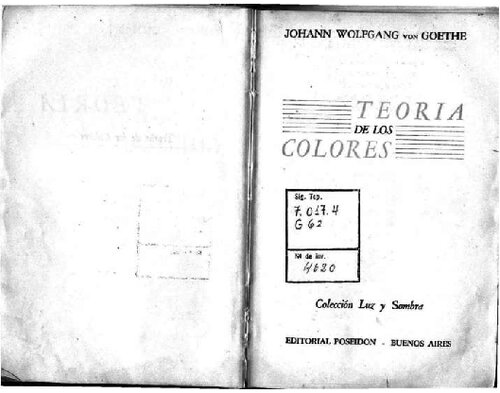 JOHANN WOLFGANG VON GOETHE
TEORIA
DE LOS
COLORES
Sig. Top.
7.017.4
G 62
Nº de Inv.
4620
Colección Luz y Sombra
EDITORIAL POSEIDON - BUENOS AIRES